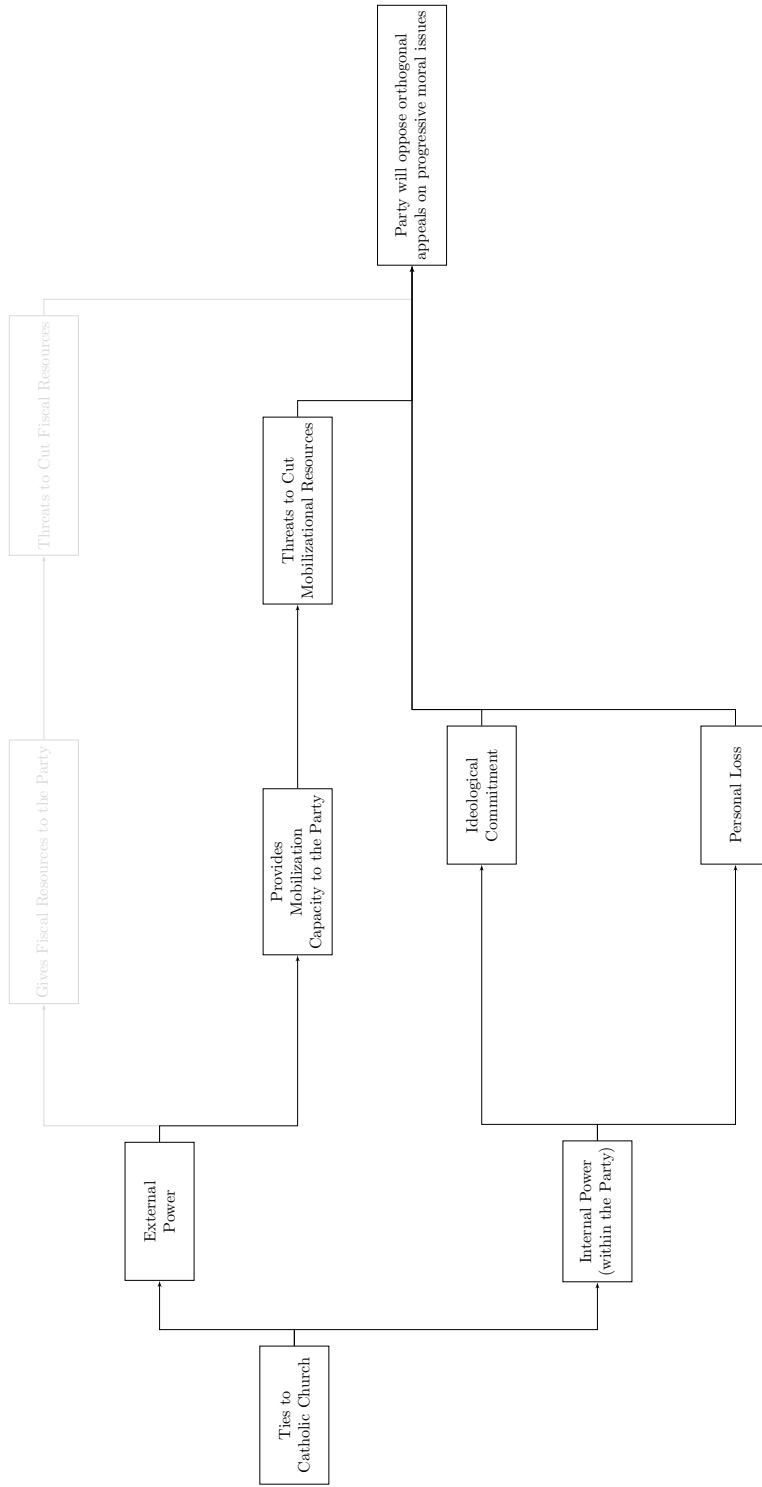 Ties to
Catholic Church
External
Power
Internal Power
(within the Party)
Gives Fiscal Resources to the Party
Provides
Mobilization
Capacity to the Party
Ideological
Commitment
Personal Loss
Threats to Cut Fiscal Resources
Threats to Cut
Mobilizational Resources
Party will oppose orthogonal
appeals on progressive moral issues